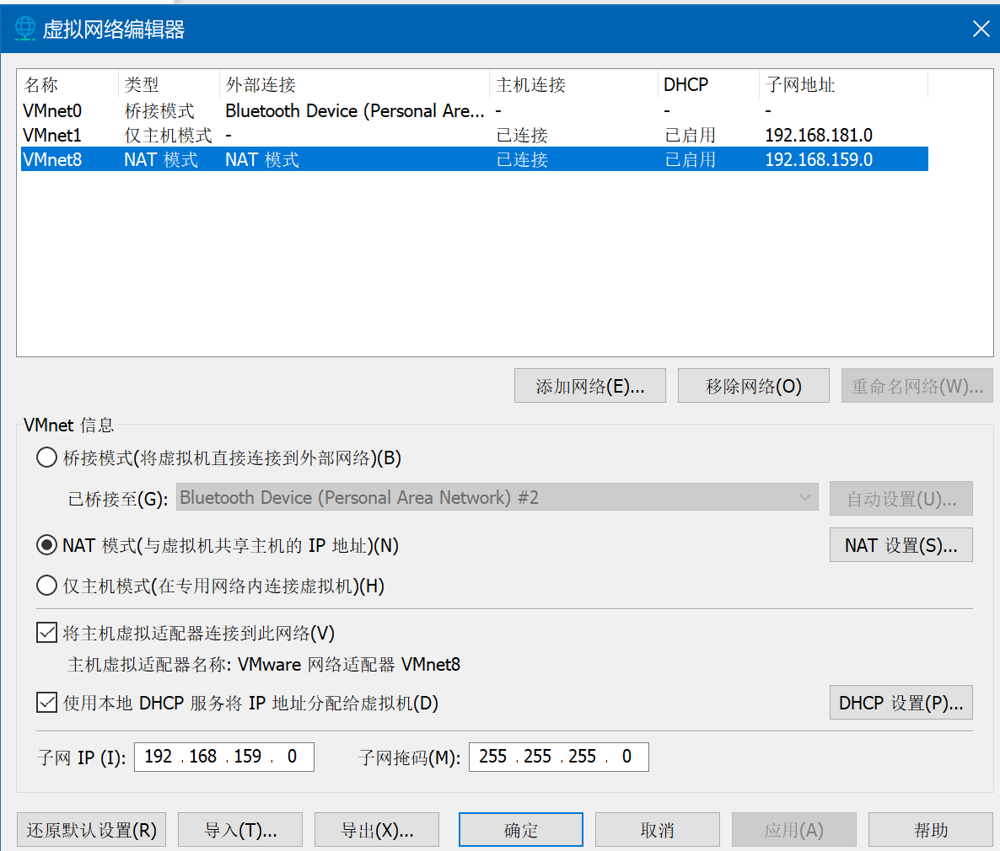 虚拟网络编辑器
名称 类型 外部连接 主机连接 DHCP 子网地址
VMnet0 桥接模式 Bluetooth Device (Personal Are... - - -
VMnet1 仅主机模式 - 已连接 已启用 192.168.181.0
VMnet8 NAT 模式 NAT 模式 已连接 已启用 192.168.159.0
添加网络(E)... 移除网络(O) 重命名网络(W)...
VMnet 信息
桥接模式(将虚拟机直接连接到外部网络)(B)
已桥接至(G): Bluetooth Device (Personal Area Network) #2 自动设置(U)...
NAT 模式(与虚拟机共享主机的 IP 地址)(N) NAT 设置(S)...
仅主机模式(在专用网络内连接虚拟机)(H)
将主机虚拟适配器连接到此网络(V)
主机虚拟适配器名称: VMware 网络适配器 VMnet8
使用本地 DHCP 服务将 IP 地址分配给虚拟机(D) DHCP 设置(P)...
子网 IP (I): 192 . 168 . 159 . 0 子网掩码(M): 255 . 255 . 255 . 0
还原默认设置(R) 导入(T)... 导出(X)... 确定 取消 应用(A) 帮助